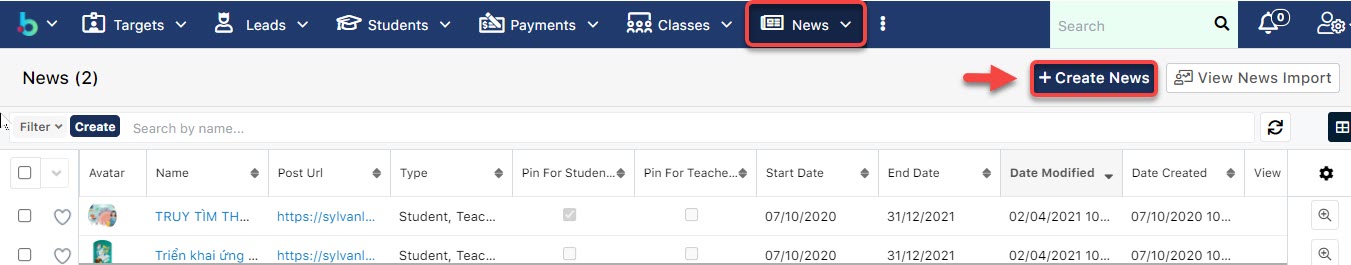 Targets Leads Students Payments Classes News Search 0
News (2) + Create News View News Import
Filter Create Search by name...
Avatar Name Post Url Type Pin For Studen... Pin For Teache... Start Date End Date Date Modified Date Created View
TRUY TÌM TH... https://sylvanl... Student, Teac... 07/10/2020 31/12/2021 02/04/2021 10... 07/10/2020 10...
Triển khai ứng ... https://sylvanl... Student, Teac... 07/10/2020 31/12/2021 02/04/2021 10... 07/10/2020 10...